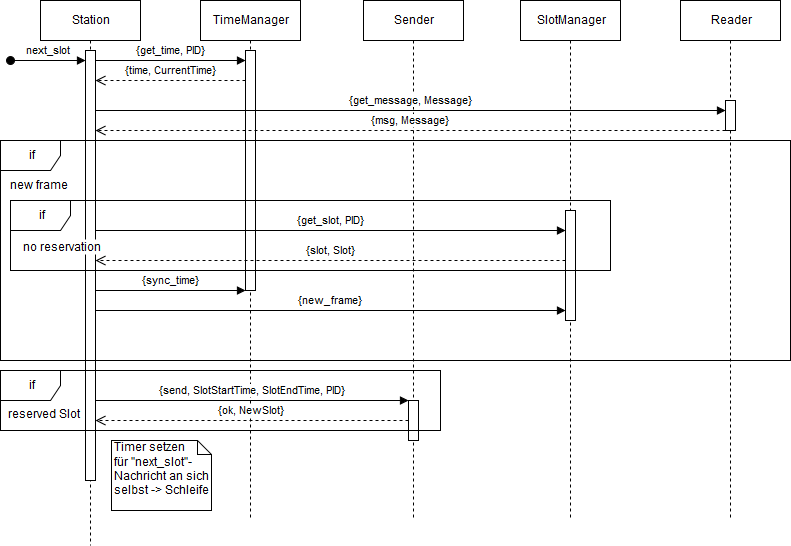 Station
TimeManager
Sender
SlotManager
Reader
next_slot
{get_time, PID}
{time, CurrentTime}
{get_message, Message}
{msg, Message}
if
new frame
if
{get_slot, PID}
no reservation
{slot, Slot}
{sync_time}
{new_frame}
if
{send, SlotStartTime, SlotEndTime, PID}
reserved Slot
{ok, NewSlot}
Timer setzen
für "next_slot"-
Nachricht an sich
selbst -> Schleife